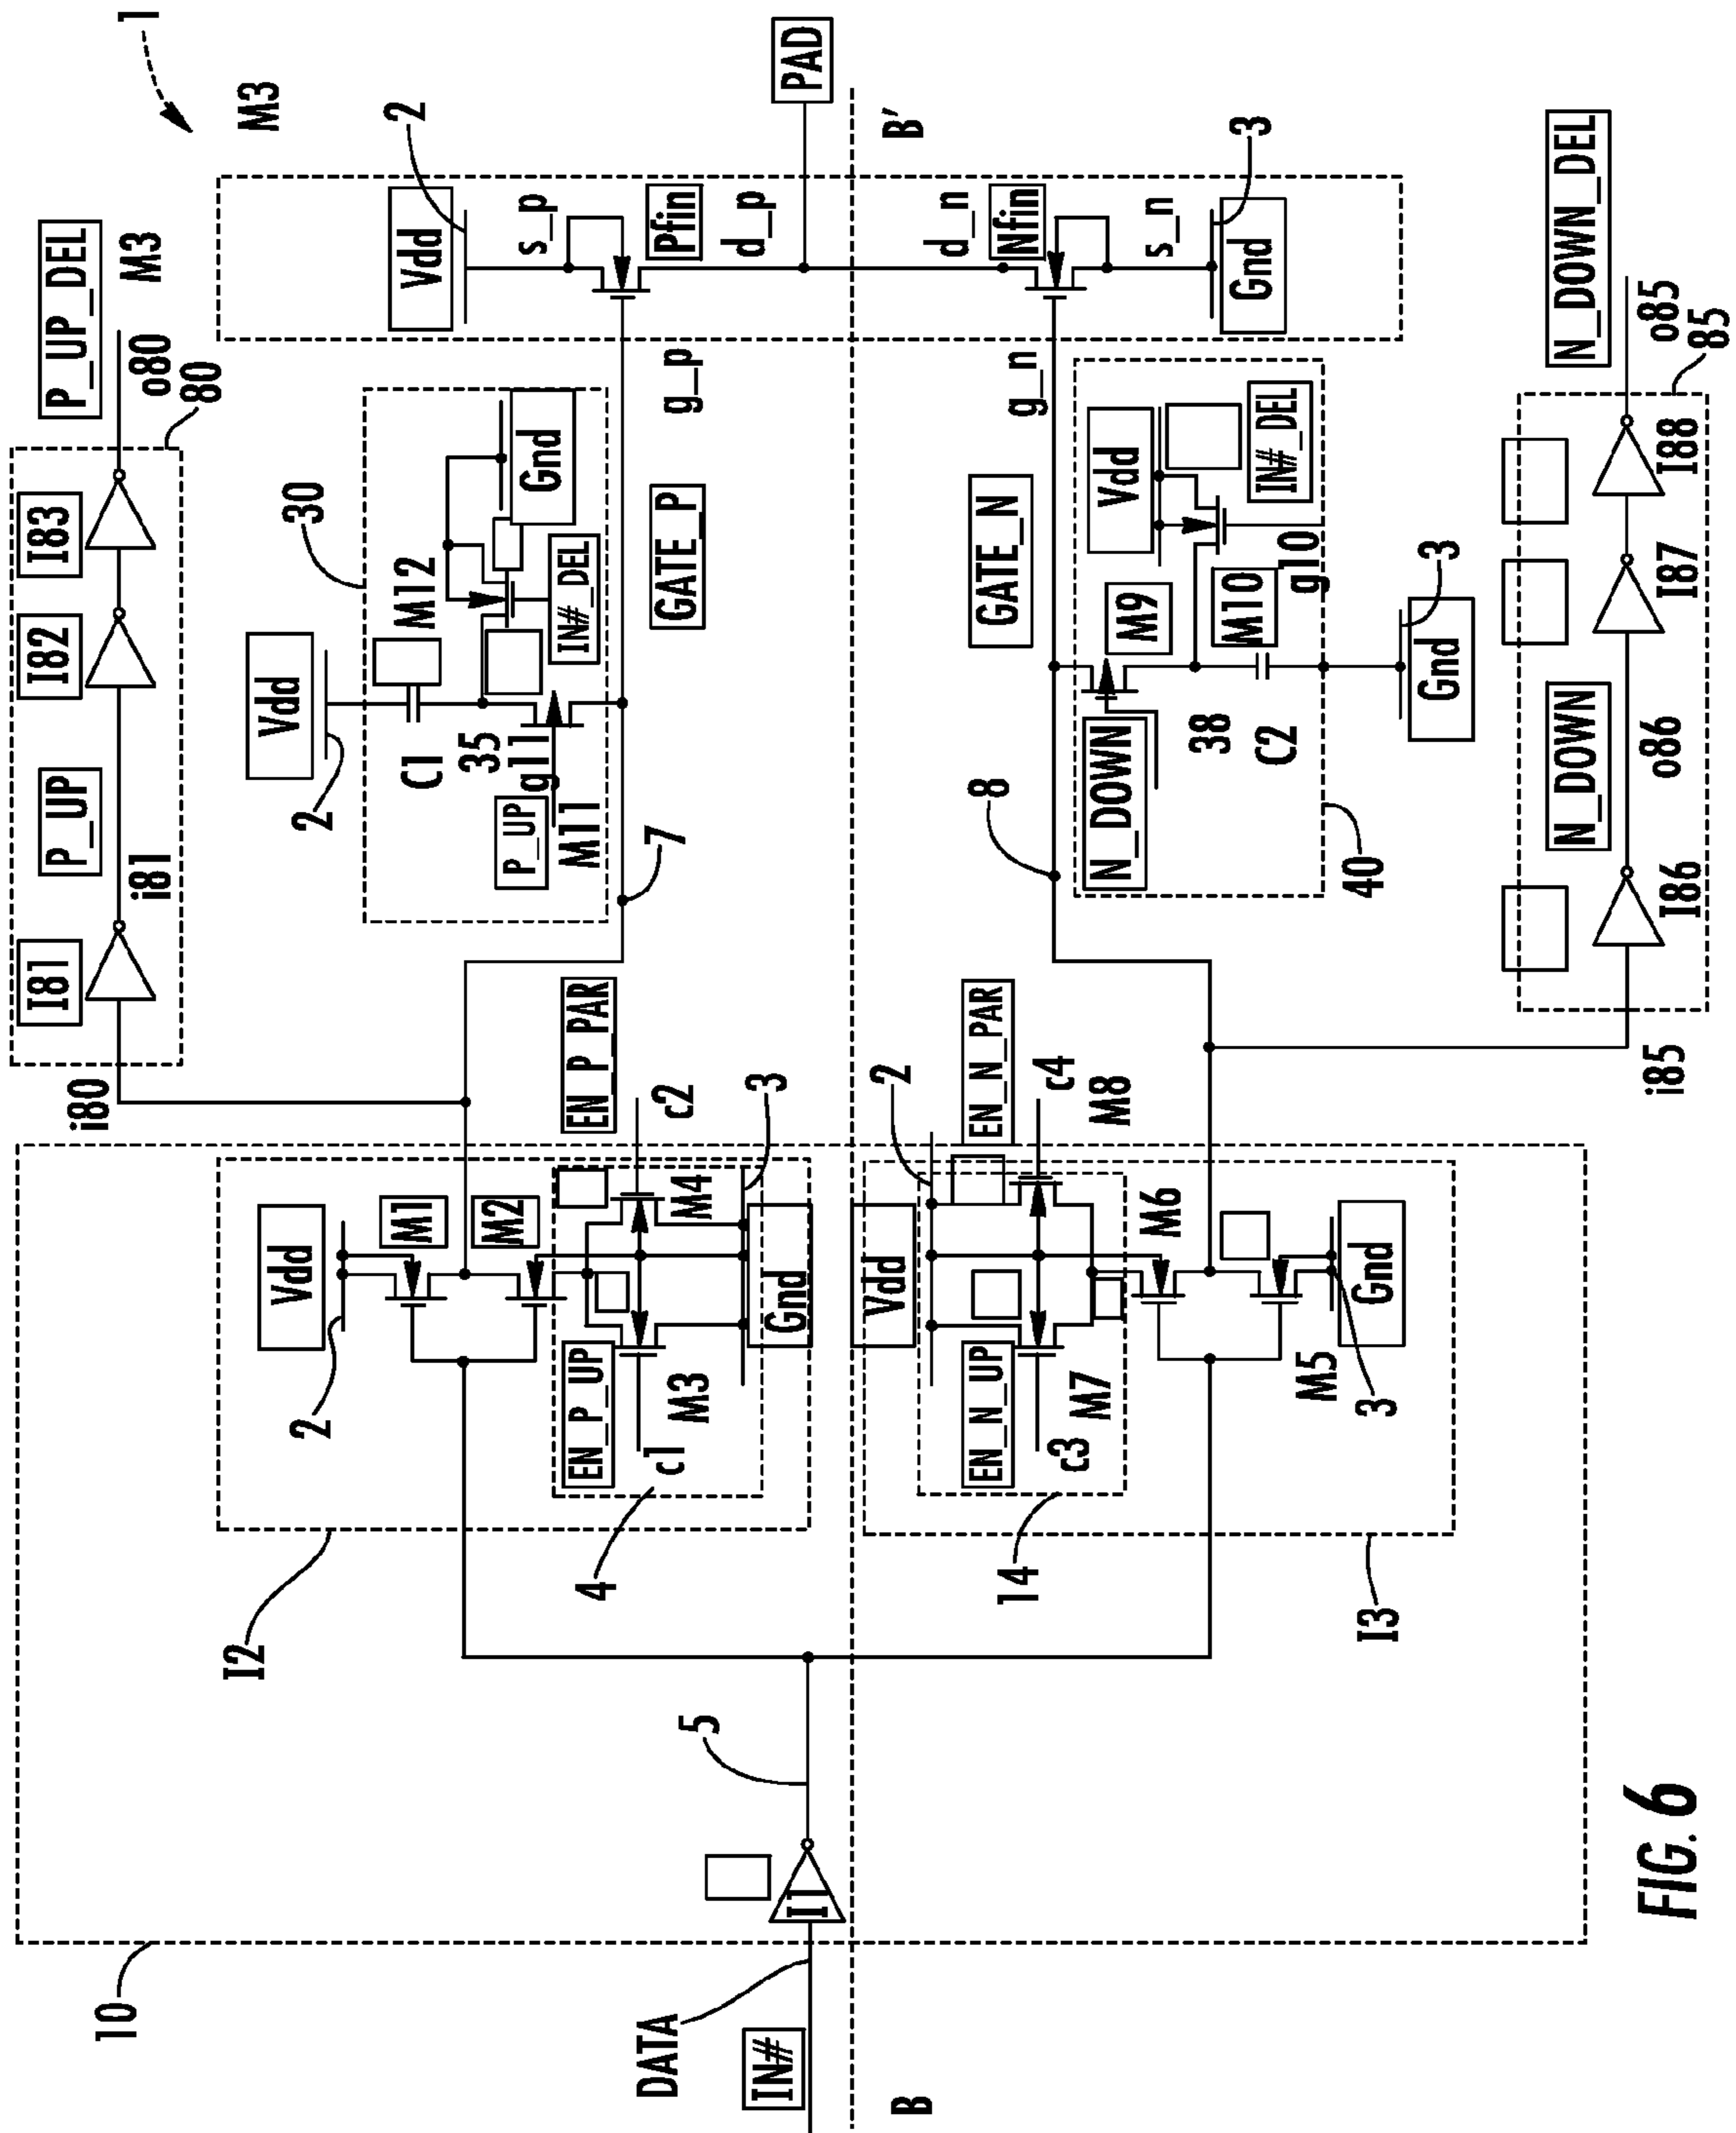 1
M3
P_UP_DEL
M3
o80
80
I81
I82
I83
P_UP
i81
i80
Vdd
2
s_p
Pfin
d_p
PAD
B'
d_n
Nfin
s_n
3
Gnd
g_p
g_n
30
Vdd
2
C1
M12
35
g11
P_UP
M11
Gnd
IN#_DEL
GATE_P
7
GATE_N
8
Vdd
IN#_DEL
M9
M10
g10
N_DOWN
38
C2
40
Gnd
3
N_DOWN_DEL
o85
85
N_DOWN
o86
I86
I87
I88
i85
10
I2
Vdd
2
M1
M2
EN_P_PAR
c2
M4
3
Gnd
EN_P_UP
c1
M3
4
I3
Vdd
2
EN_N_PAR
c4
M8
EN_N_UP
c3
M7
14
M6
M5
3
Gnd
5
I1
DATA
IN#
B
FIG. 6